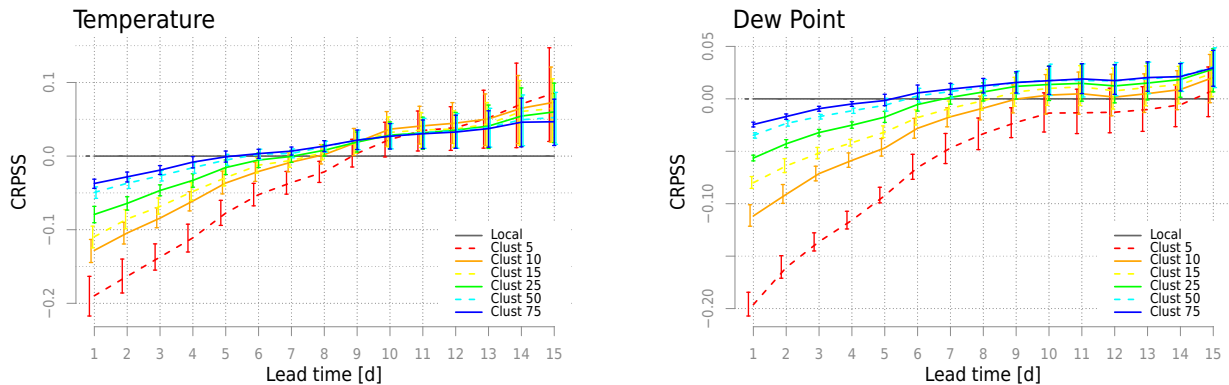 Temperature
CRPSS
0.1
0.0
−0.1
−0.2
Local
Clust 5
Clust 10
Clust 15
Clust 25
Clust 50
Clust 75
1 2 3 4 5 6 7 8 9 10 11 12 13 14 15
Lead time [d]
Dew Point
CRPSS
0.05
0.00
−0.10
−0.20
Local
Clust 5
Clust 10
Clust 15
Clust 25
Clust 50
Clust 75
1 2 3 4 5 6 7 8 9 10 11 12 13 14 15
Lead time [d]